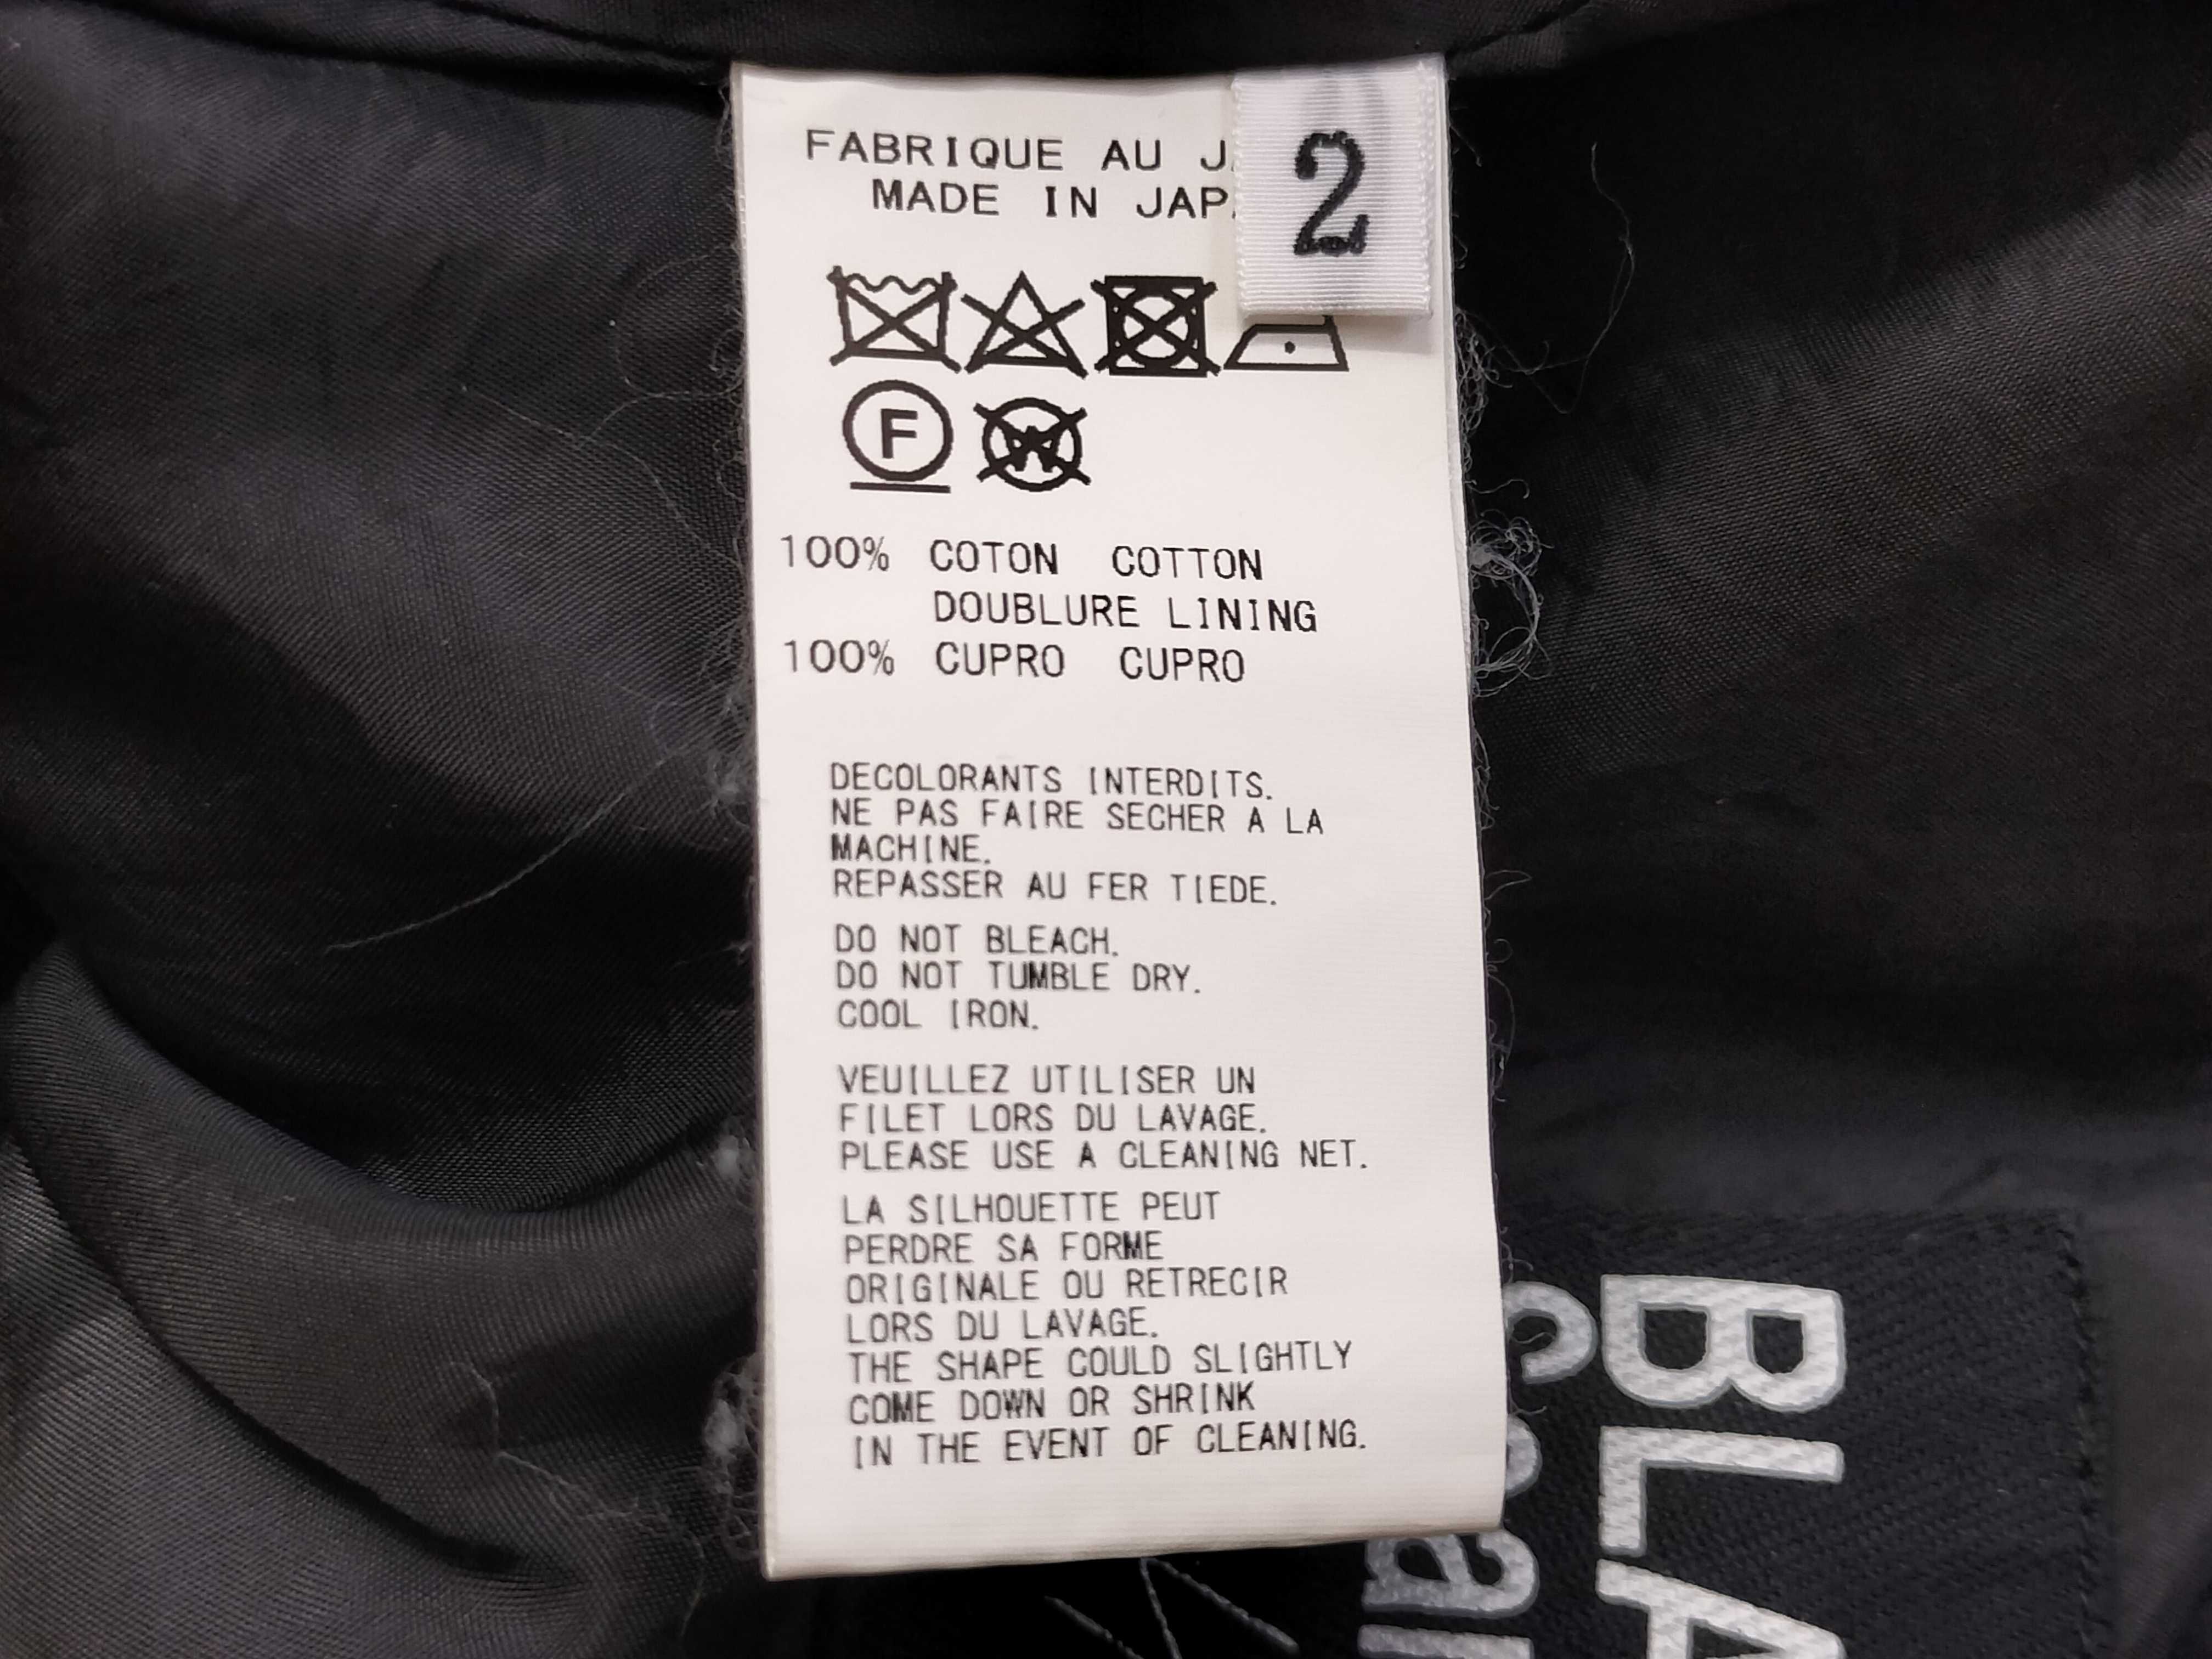 FABRIQUE AU
MADE IN
2
F
W
100% COTON COTTON
DOUBLURE LINING
100% CUPRO CUPRO
DECOLORANTS INTERDITS.
NE PAS FAIRE SECHER A LA
MACHINE.
REPASSER AU FER TIEDE.
DO NOT BLEACH.
DO NOT TUMBLE DRY.
COOL IRON.
VEUILLEZ UTILISER UN
FILET LORS DU LAVAGE.
PLEASE USE A CLEANING NET.
LA SILHOUETTE PEUT
PERDRE SA FORME
ORIGINALE OU RETRECIR
LORS DU LAVAGE.
THE SHAPE COULD SLIGHTLY
COME DOWN OR SHRINK
IN THE EVENT OF CLEANING.
BLA